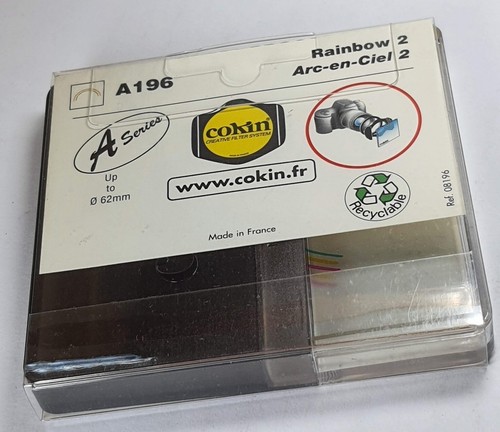 A196
Rainbow 2
Arc-en-Ciel 2
A Series
Up
to
Ø 62mm
cokin
CREATIVE FILTER SYSTEM
www.cokin.fr
Recyclable
Made in France
Ref. 08196